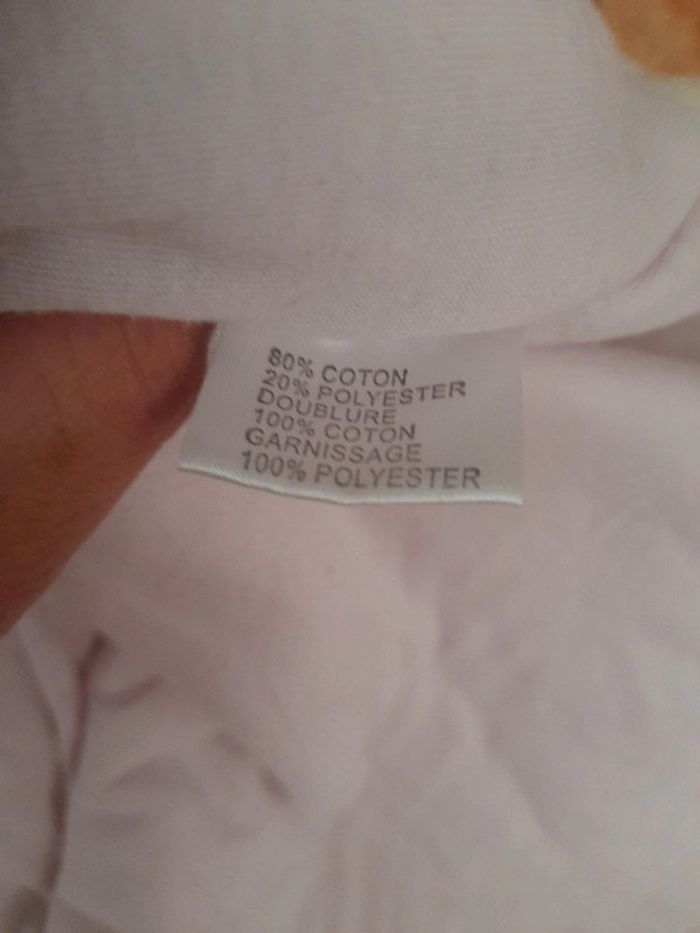 80% COTON
20% POLYESTER
DOUBLURE
100% COTON
GARNISSAGE
100% POLYESTER